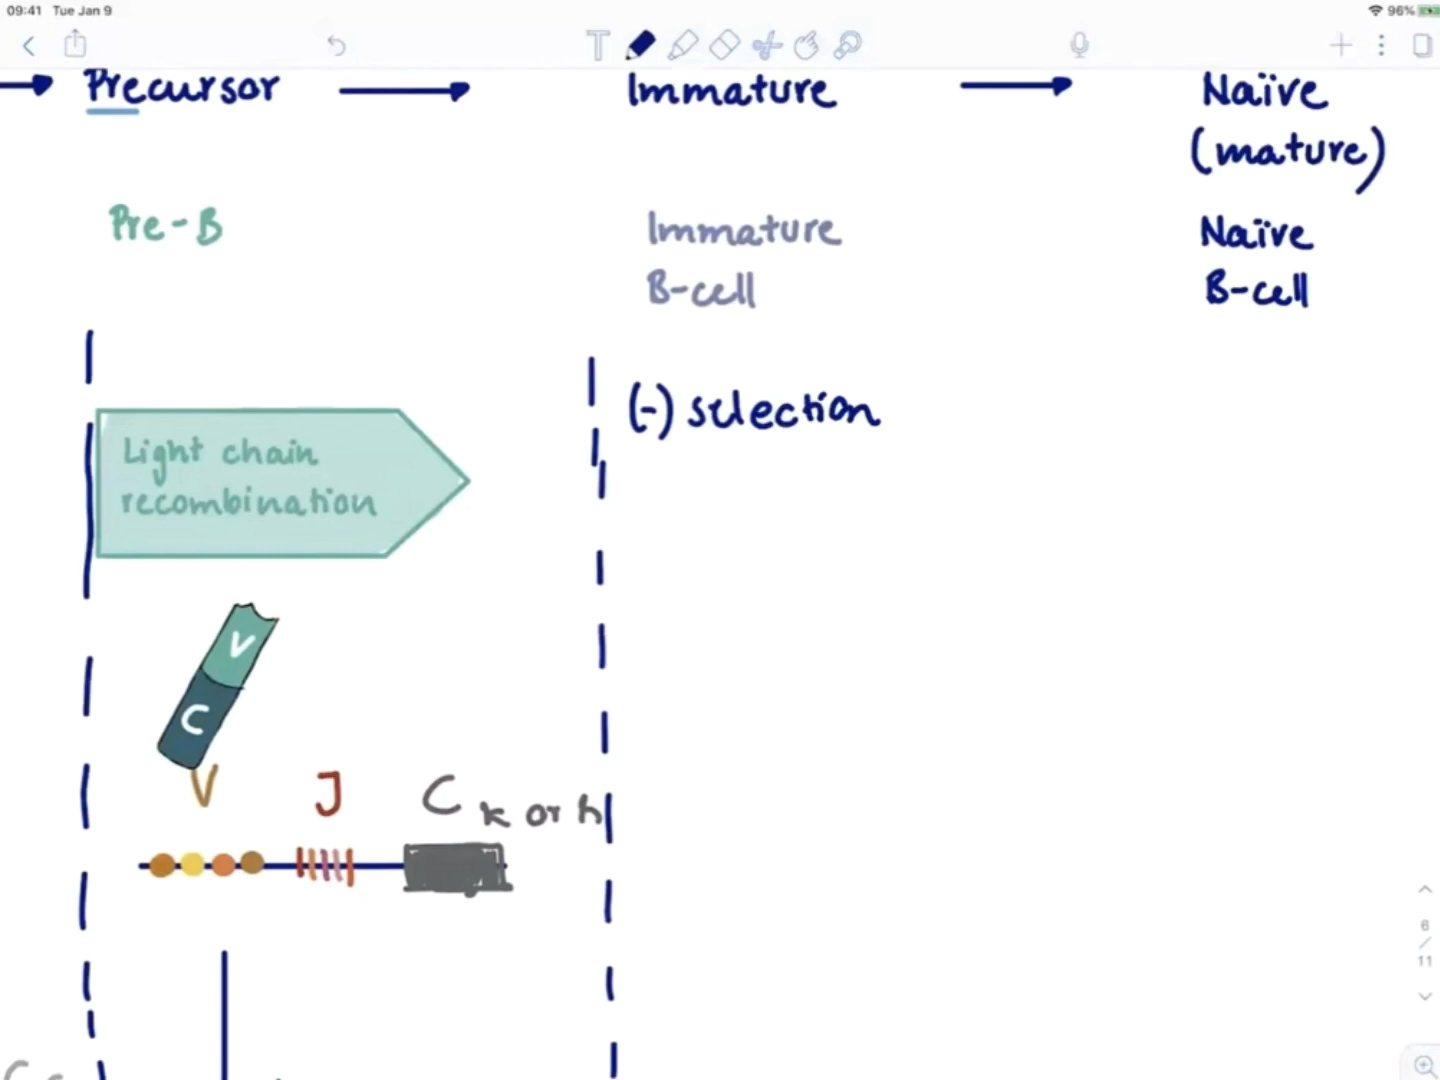 09:41 Tue Jan 9
96%
T
Precursor
Immature
Naïve
(mature)
Pre-B
Immature
B-cell
Naïve
B-cell
(-) selection
Light chain
recombination
V
C
V J C k or λ
6
/
11